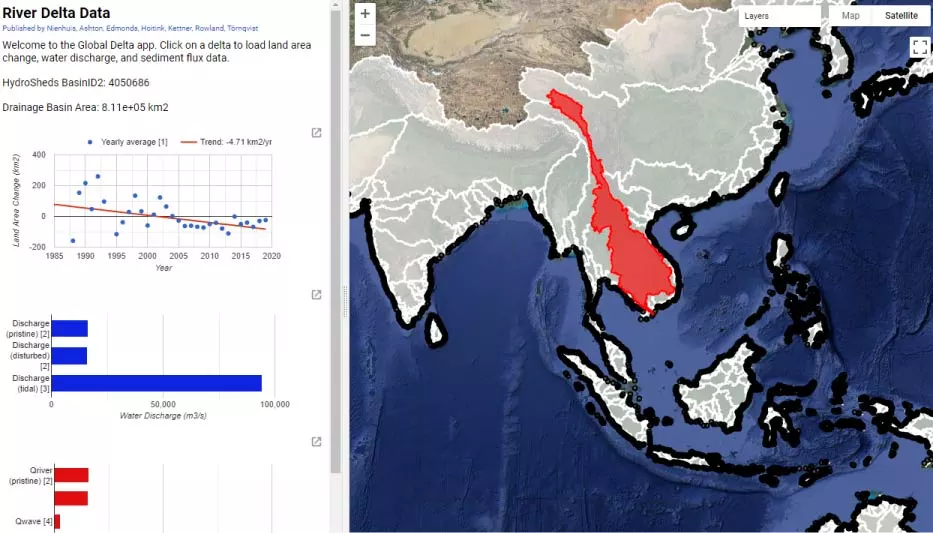 River Delta Data
Published by Nienhuis, Ashton, Edmonds, Hoitink, Kettner, Rowland, Törnqvist
Welcome to the Global Delta app. Click on a delta to load land area
change, water discharge, and sediment flux data.
HydroSheds BasinID2: 4050686
Drainage Basin Area: 8.11e+05 km2
Yearly average [1] Trend: -4.71 km2/yr
Land Area Change (km2)
400
200
0
-200
1985 1990 1995 2000 2005 2010 2015 2020
Year
Discharge
(pristine) [2]
Discharge
(disturbed)
[2]
Discharge
(tidal) [3]
0 50,000 100,000
Water Discharge (m3/s)
Qriver
(pristine) [2]
Qwave [4]
+
−
Layers
Map Satellite